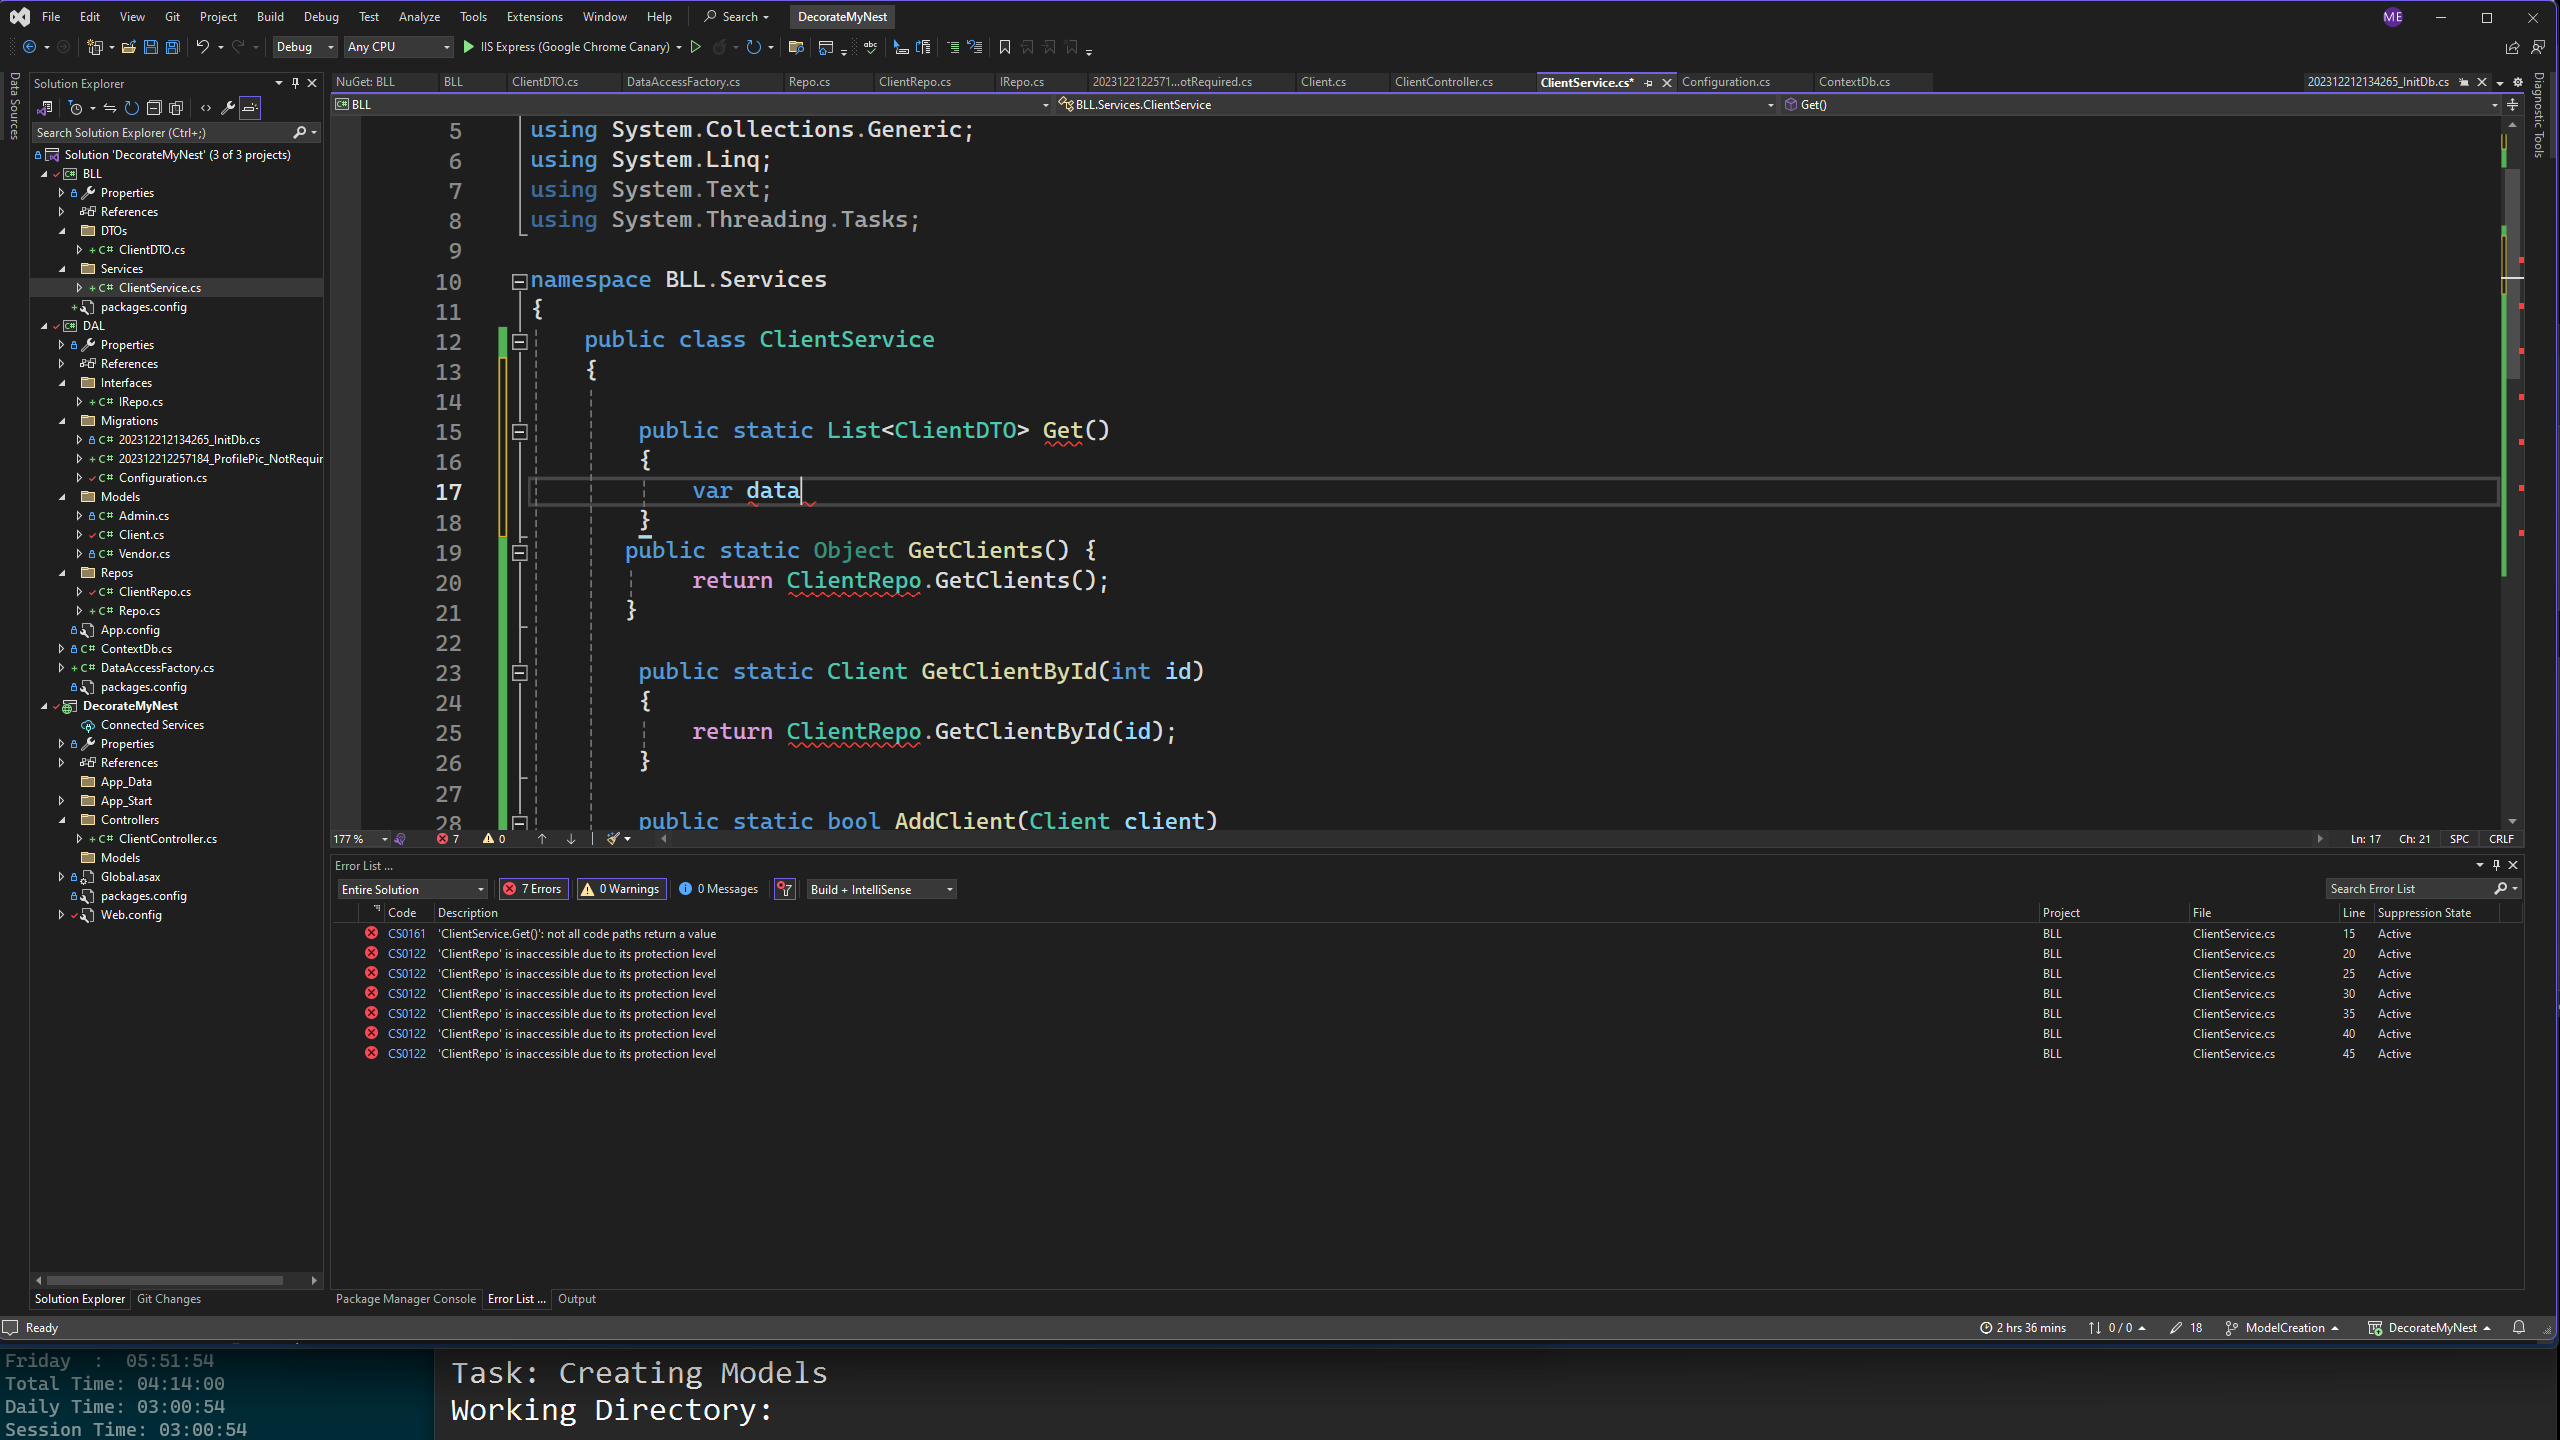 File Edit View Git Project Build Debug Test Analyze Tools Extensions Window Help Search DecorateMyNest ME
Debug Any CPU IIS Express (Google Chrome Canary)
Data Sources
Solution Explorer
Search Solution Explorer (Ctrl+;)
Solution 'DecorateMyNest' (3 of 3 projects)
BLL
Properties
References
DTOs
C# ClientDTO.cs
Services
C# ClientService.cs
packages.config
DAL
Properties
References
Interfaces
C# IRepo.cs
Migrations
C# 202312212134265_InitDb.cs
C# 202312212257184_ProfilePic_NotRequir
C# Configuration.cs
Models
C# Admin.cs
C# Client.cs
C# Vendor.cs
Repos
C# ClientRepo.cs
C# Repo.cs
App.config
C# ContextDb.cs
C# DataAccessFactory.cs
packages.config
DecorateMyNest
Connected Services
Properties
References
App_Data
App_Start
Controllers
C# ClientController.cs
Models
Global.asax
packages.config
Web.config
Solution Explorer Git Changes
NuGet: BLL BLL ClientDTO.cs DataAccessFactory.cs Repo.cs ClientRepo.cs IRepo.cs 2023122122571...otRequired.cs Client.cs ClientController.cs ClientService.cs* Configuration.cs ContextDb.cs 202312212134265_InitDb.cs
C# BLL BLL.Services.ClientService Get()
Diagnostic Tools
5 using System.Collections.Generic;
6 using System.Linq;
7 using System.Text;
8 using System.Threading.Tasks;
9
10 namespace BLL.Services
11 {
12 public class ClientService
13 {
14
15 public static List<ClientDTO> Get()
16 {
17 var data
18 }
19 public static Object GetClients() {
20 return ClientRepo.GetClients();
21 }
22
23 public static Client GetClientById(int id)
24 {
25 return ClientRepo.GetClientById(id);
26 }
27
28 public static bool AddClient(Client client)
177 % 7 0 Ln: 17 Ch: 21 SPC CRLF
Error List ...
Entire Solution 7 Errors 0 Warnings 0 Messages Build + IntelliSense Search Error List
Code Description Project File Line Suppression State
CS0161 'ClientService.Get()': not all code paths return a value BLL ClientService.cs 15 Active
CS0122 'ClientRepo' is inaccessible due to its protection level BLL ClientService.cs 20 Active
CS0122 'ClientRepo' is inaccessible due to its protection level BLL ClientService.cs 25 Active
CS0122 'ClientRepo' is inaccessible due to its protection level BLL ClientService.cs 30 Active
CS0122 'ClientRepo' is inaccessible due to its protection level BLL ClientService.cs 35 Active
CS0122 'ClientRepo' is inaccessible due to its protection level BLL ClientService.cs 40 Active
CS0122 'ClientRepo' is inaccessible due to its protection level BLL ClientService.cs 45 Active
Package Manager Console Error List ... Output
Ready 2 hrs 36 mins 0 / 0 18 ModelCreation DecorateMyNest
Friday : 05:51:54
Total Time: 04:14:00
Daily Time: 03:00:54
Session Time: 03:00:54
Task: Creating Models
Working Directory: